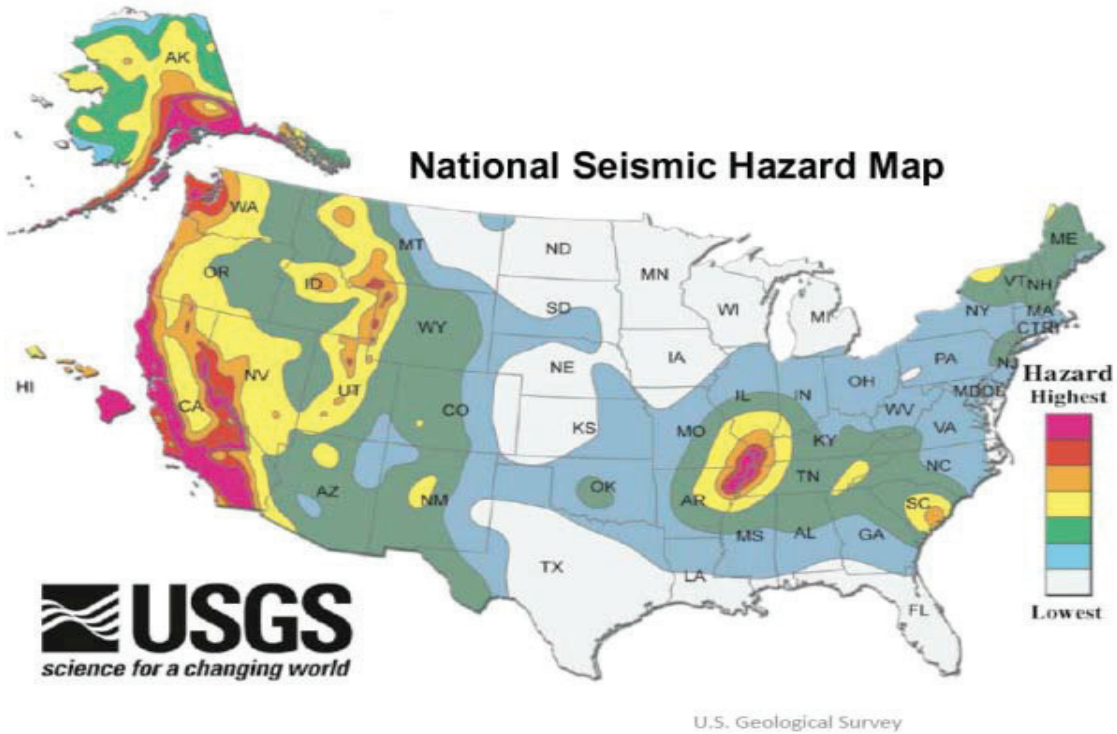 AK
National Seismic Hazard Map
WA
MT
ND
MN
ME
OR
ID
VT NH
WI
MI
NY
MA
SD
CT RI
WY
HI
IA
PA
NJ
NE
Hazard
Highest
NV
UT
IL
IN
OH
MD DE
CA
CO
WV
KS
MO
VA
KY
NC
AZ
NM
OK
AR
TN
SC
MS
AL
GA
TX
LA
FL
Lowest
USGS
science for a changing world
U.S. Geological Survey